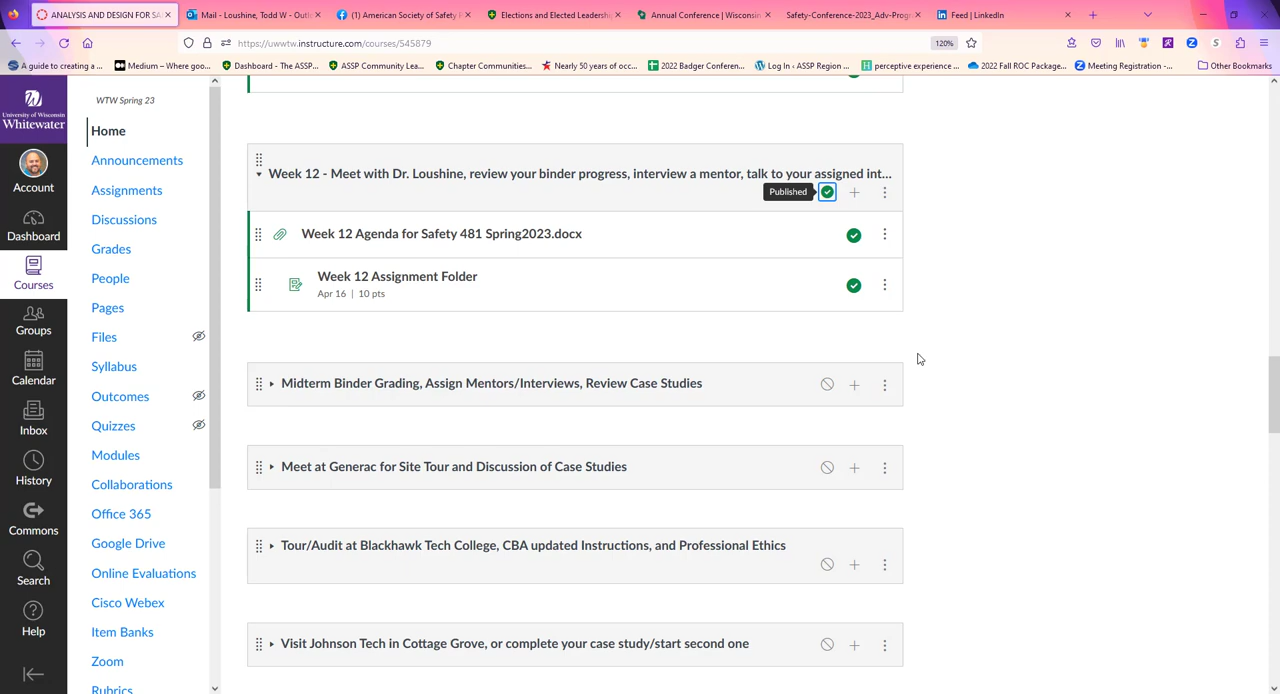 ANALYSIS AND DESIGN FOR SA
Mail - Loushine, Todd W - Outl
(1) American Society of Safety P
Elections and Elected Leadershi
Annual Conference | Wisconsin
Safety-Conference-2023_Adv-Progr
Feed | LinkedIn
https://uwwtw.instructure.com/courses/545879
120%
A guide to creating a ...
Medium – Where goo...
Dashboard - The ASSP...
ASSP Community Lea...
Chapter Communities...
Nearly 50 years of occ...
2022 Badger Conferen...
Log In ‹ ASSP Region ...
perceptive experience ...
2022 Fall ROC Package...
Meeting Registration -...
Other Bookmarks
University of Wisconsin
Whitewater
Account
Dashboard
Courses
Groups
Calendar
Inbox
History
Commons
Search
Help
WTW Spring 23
Home
Announcements
Assignments
Discussions
Grades
People
Pages
Files
Syllabus
Outcomes
Quizzes
Modules
Collaborations
Office 365
Google Drive
Online Evaluations
Cisco Webex
Item Banks
Zoom
Rubrics
Week 12 - Meet with Dr. Loushine, review your binder progress, interview a mentor, talk to your assigned int...
Published
Week 12 Agenda for Safety 481 Spring2023.docx
Week 12 Assignment Folder
Apr 16 | 10 pts
Midterm Binder Grading, Assign Mentors/Interviews, Review Case Studies
Meet at Generac for Site Tour and Discussion of Case Studies
Tour/Audit at Blackhawk Tech College, CBA updated Instructions, and Professional Ethics
Visit Johnson Tech in Cottage Grove, or complete your case study/start second one